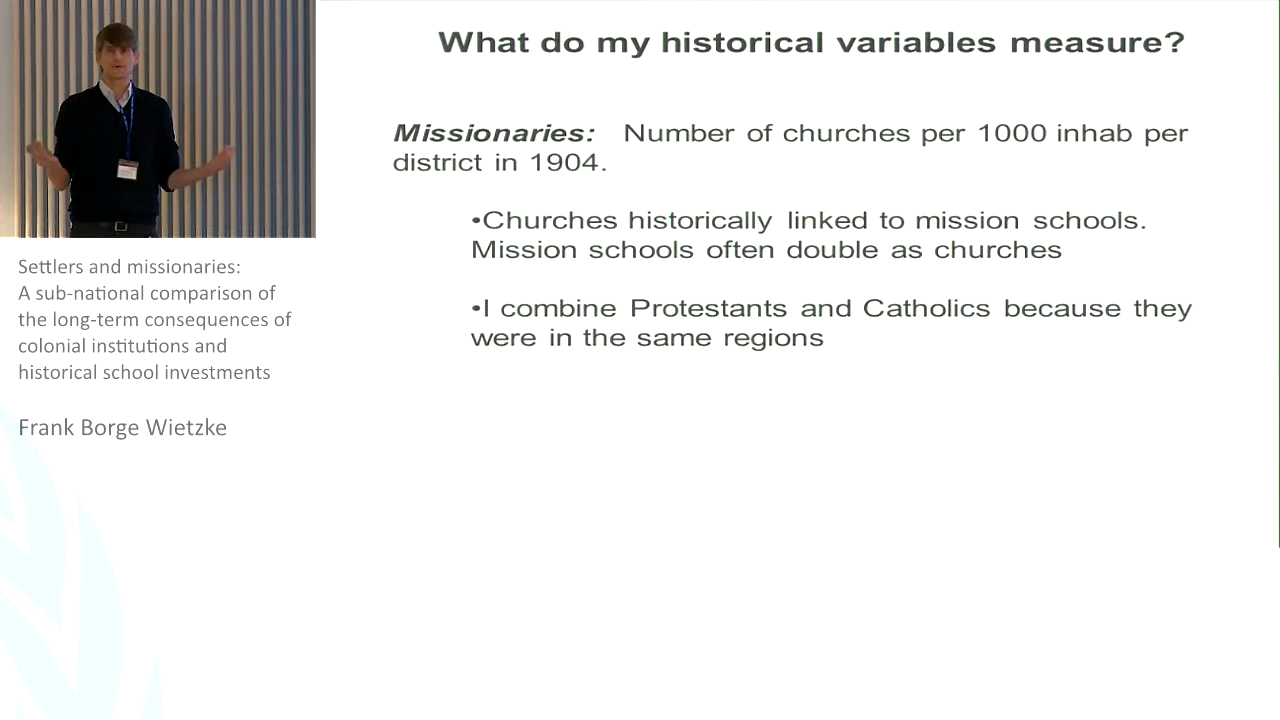 What do my historical variables measure?
Missionaries: Number of churches per 1000 inhab per
district in 1904.
•Churches historically linked to mission schools.
Mission schools often double as churches
•I combine Protestants and Catholics because they
were in the same regions
Settlers and missionaries:
A sub-national comparison of
the long-term consequences of
colonial institutions and
historical school investments
Frank Borge Wietzke